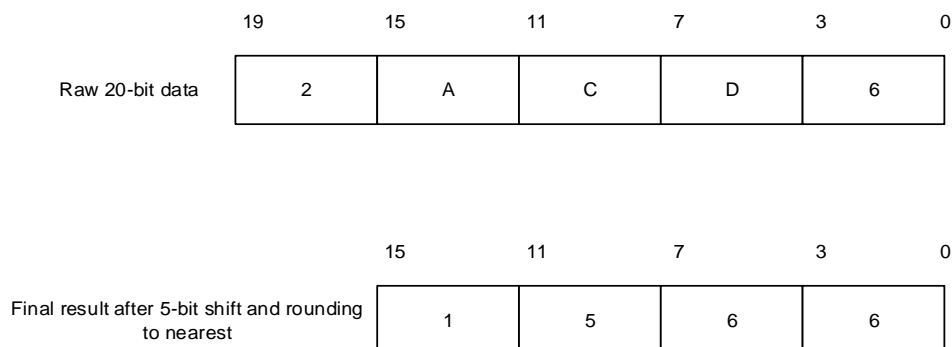 19 15 11 7 3 0
Raw 20-bit data 2 A C D 6
15 11 7 3 0
Final result after 5-bit shift and rounding
to nearest
1 5 6 6